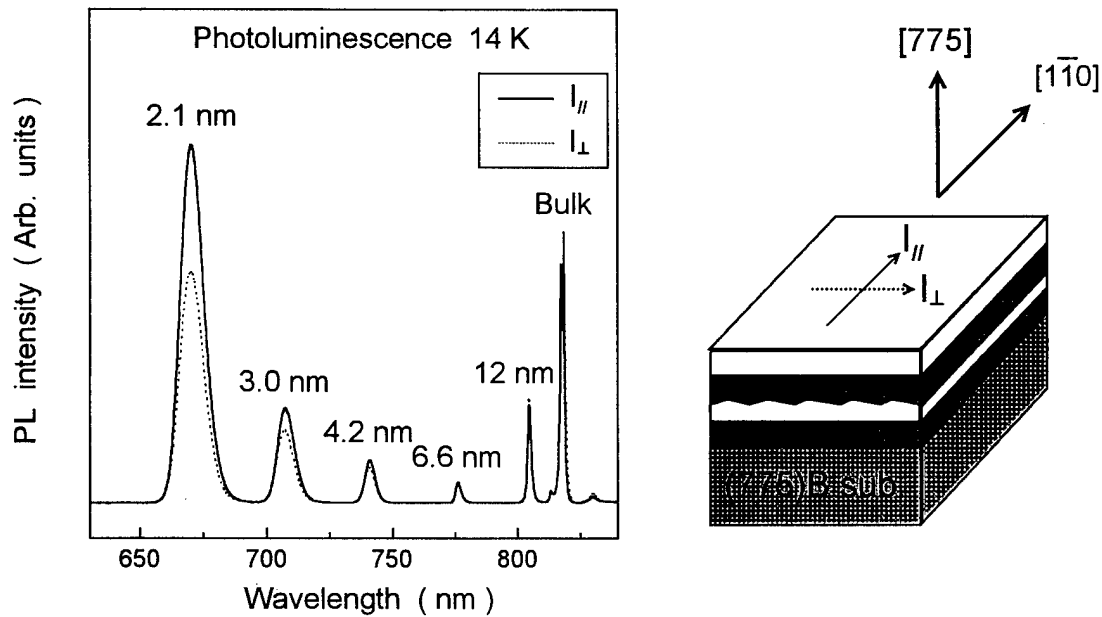 Photoluminescence 14 K
I//
I⊥
2.1 nm
3.0 nm
4.2 nm
6.6 nm
12 nm
Bulk
PL intensity ( Arb. units )
650
700
750
800
Wavelength ( nm )
[775]
[11̅0]
I//
I⊥
(775)B sub